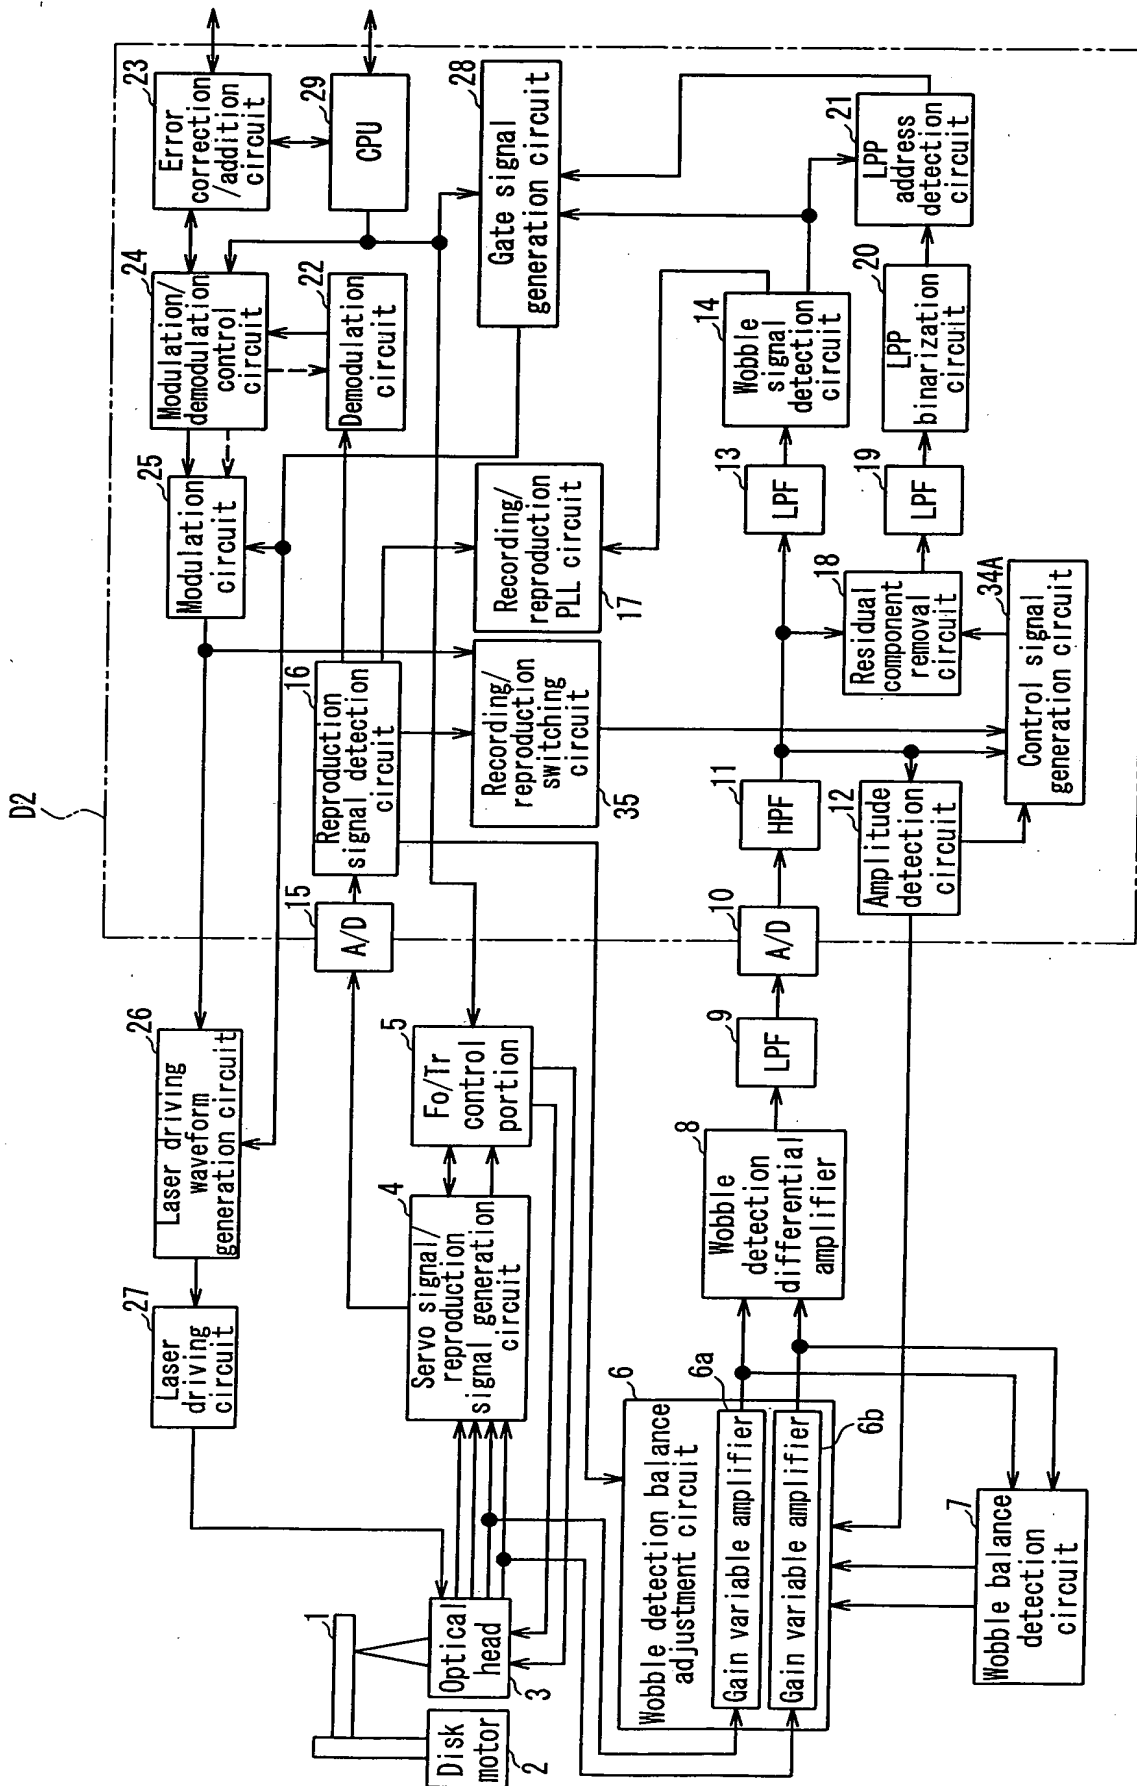 D2
23
Error
correction
/addition
circuit
29
CPU
28
Gate signal
generation circuit
21
LPP
address
detection
circuit
24
Modulation/
demodulation
control
circuit
22
Demodulation
circuit
14
Wobble
signal
detection
circuit
20
LPP
binarization
circuit
25
Modulation
circuit
Recording/
reproduction
PLL circuit
17
13
LPF
19
LPF
16
Reproduction
signal detection
circuit
Recording/
reproduction
switching
circuit
35
18
Residual
component
removal
circuit
34A
Control signal
generation circuit
15
A/D
10
A/D
11
HPF
12
Amplitude
detection
circuit
26
Laser driving
waveform
generation circuit
5
Fo/Tr
control
portion
9
LPF
27
Laser
driving
circuit
4
Servo signal/
reproduction
signal generation
circuit
8
Wobble
detection
differential
amplifier
1
Optical
head
3
Disk
motor
2
6
Wobble detection balance
adjustment circuit
6a
Gain variable amplifier
Gain variable amplifier
6b
7
Wobble balance
detection
circuit